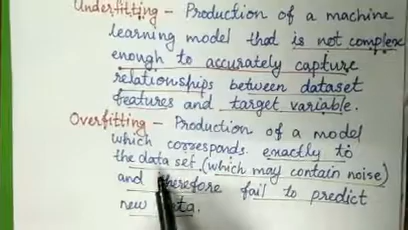 Underfitting – Production of a machine
learning model that is not complex
enough to accurately capture
relationships between dataset
features and target variable.
Overfitting – Production of a model
which corresponds exactly to
the data set (which may contain noise)
and therefore fail to predict
new data.